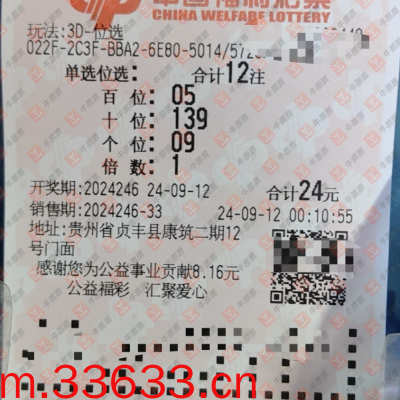 中国福利彩票
CHINA WELFARE LOTTERY
玩法:3D-位选
022F-2C3F-BBA2-6E80-5014/572
单选位选: 合计12注
百 位: 05
十 位: 139
个 位: 09
倍 数: 1
开奖期:2024246 24-09-12 合计24元
销售期:2024246-33 24-09-12 00:10:55
地址:贵州省贞丰县康筑二期12
号门面
感谢您为公益事业贡献8.16元
公益福彩 汇聚爱心
m.33633.cn